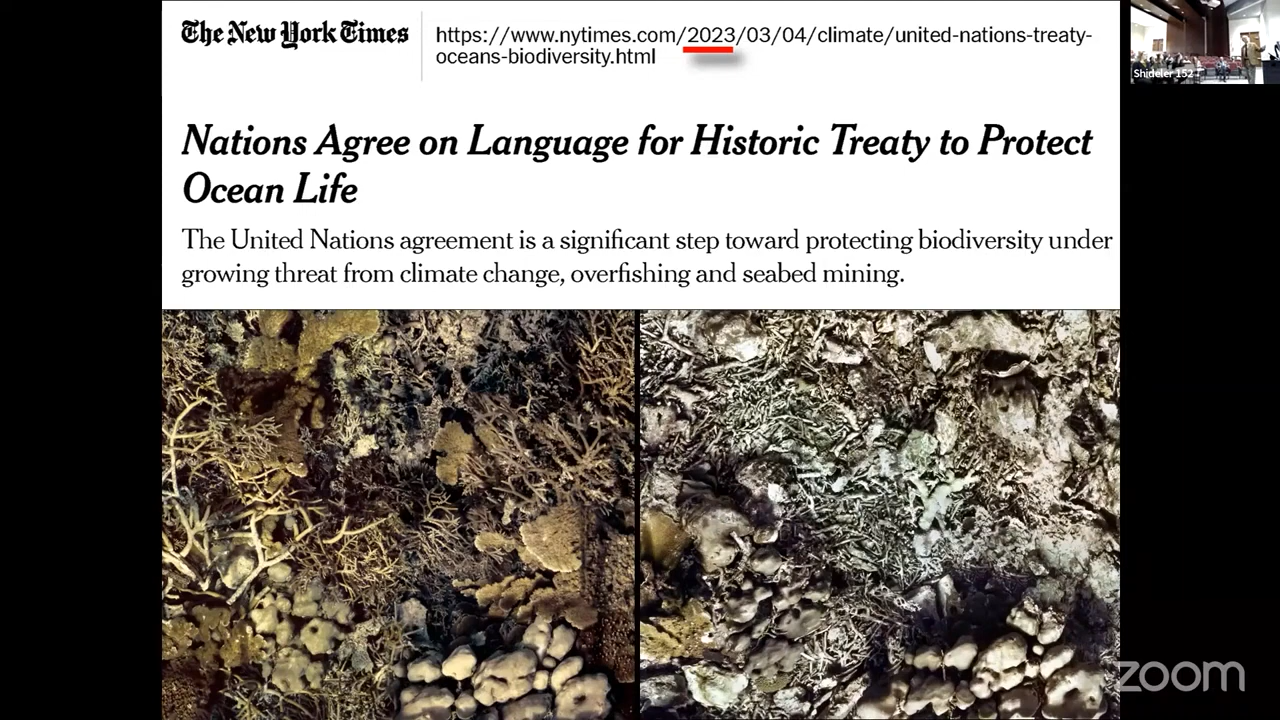 The New York Times
https://www.nytimes.com/2023/03/04/climate/united-nations-treaty-
oceans-biodiversity.html
Shideler 152
Nations Agree on Language for Historic Treaty to Protect
Ocean Life
The United Nations agreement is a significant step toward protecting biodiversity under
growing threat from climate change, overfishing and seabed mining.
zoom